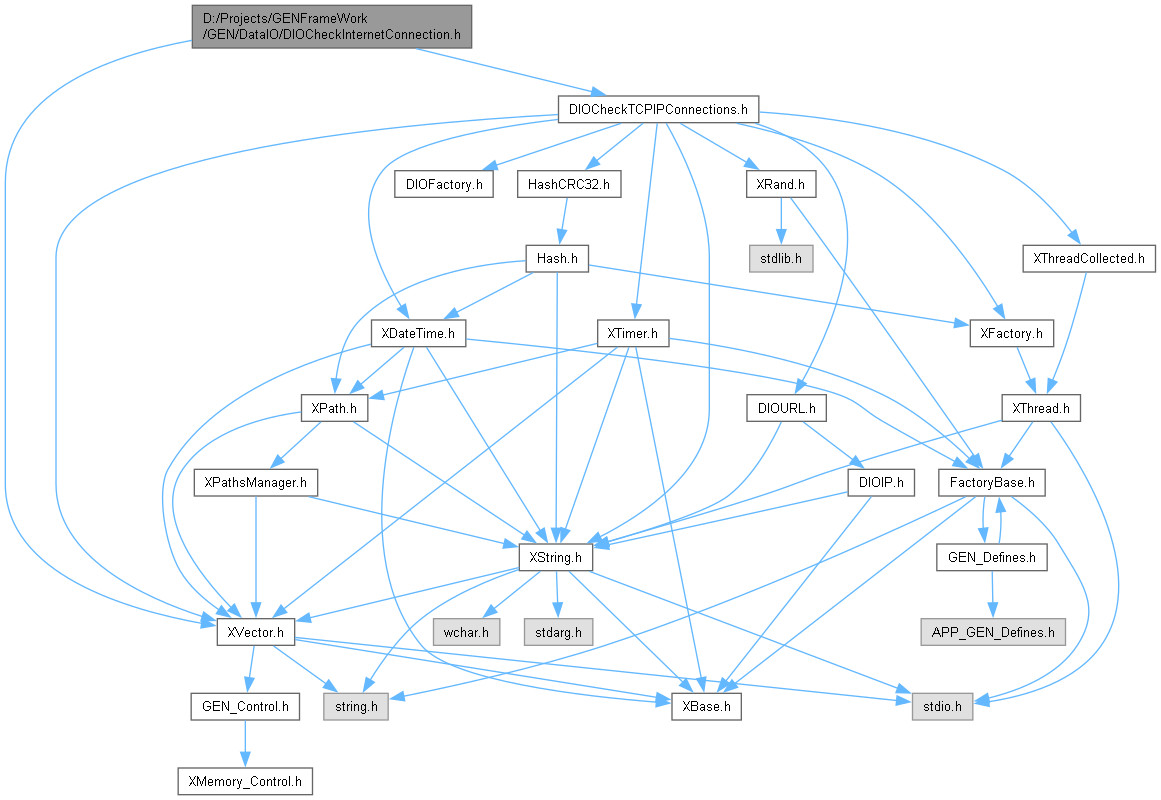 D:/Projects/GENFrameWork
/GEN/DataIO/DIOCheckInternetConnection.h
DIOCheckTCPIPConnections.h
DIOFactory.h
HashCRC32.h
XRand.h
Hash.h
stdlib.h
XThreadCollected.h
XDateTime.h
XTimer.h
XFactory.h
XPath.h
DIOURL.h
XThread.h
XPathsManager.h
DIOIP.h
FactoryBase.h
XString.h
GEN_Defines.h
XVector.h
wchar.h
stdarg.h
APP_GEN_Defines.h
GEN_Control.h
string.h
XBase.h
stdio.h
XMemory_Control.h